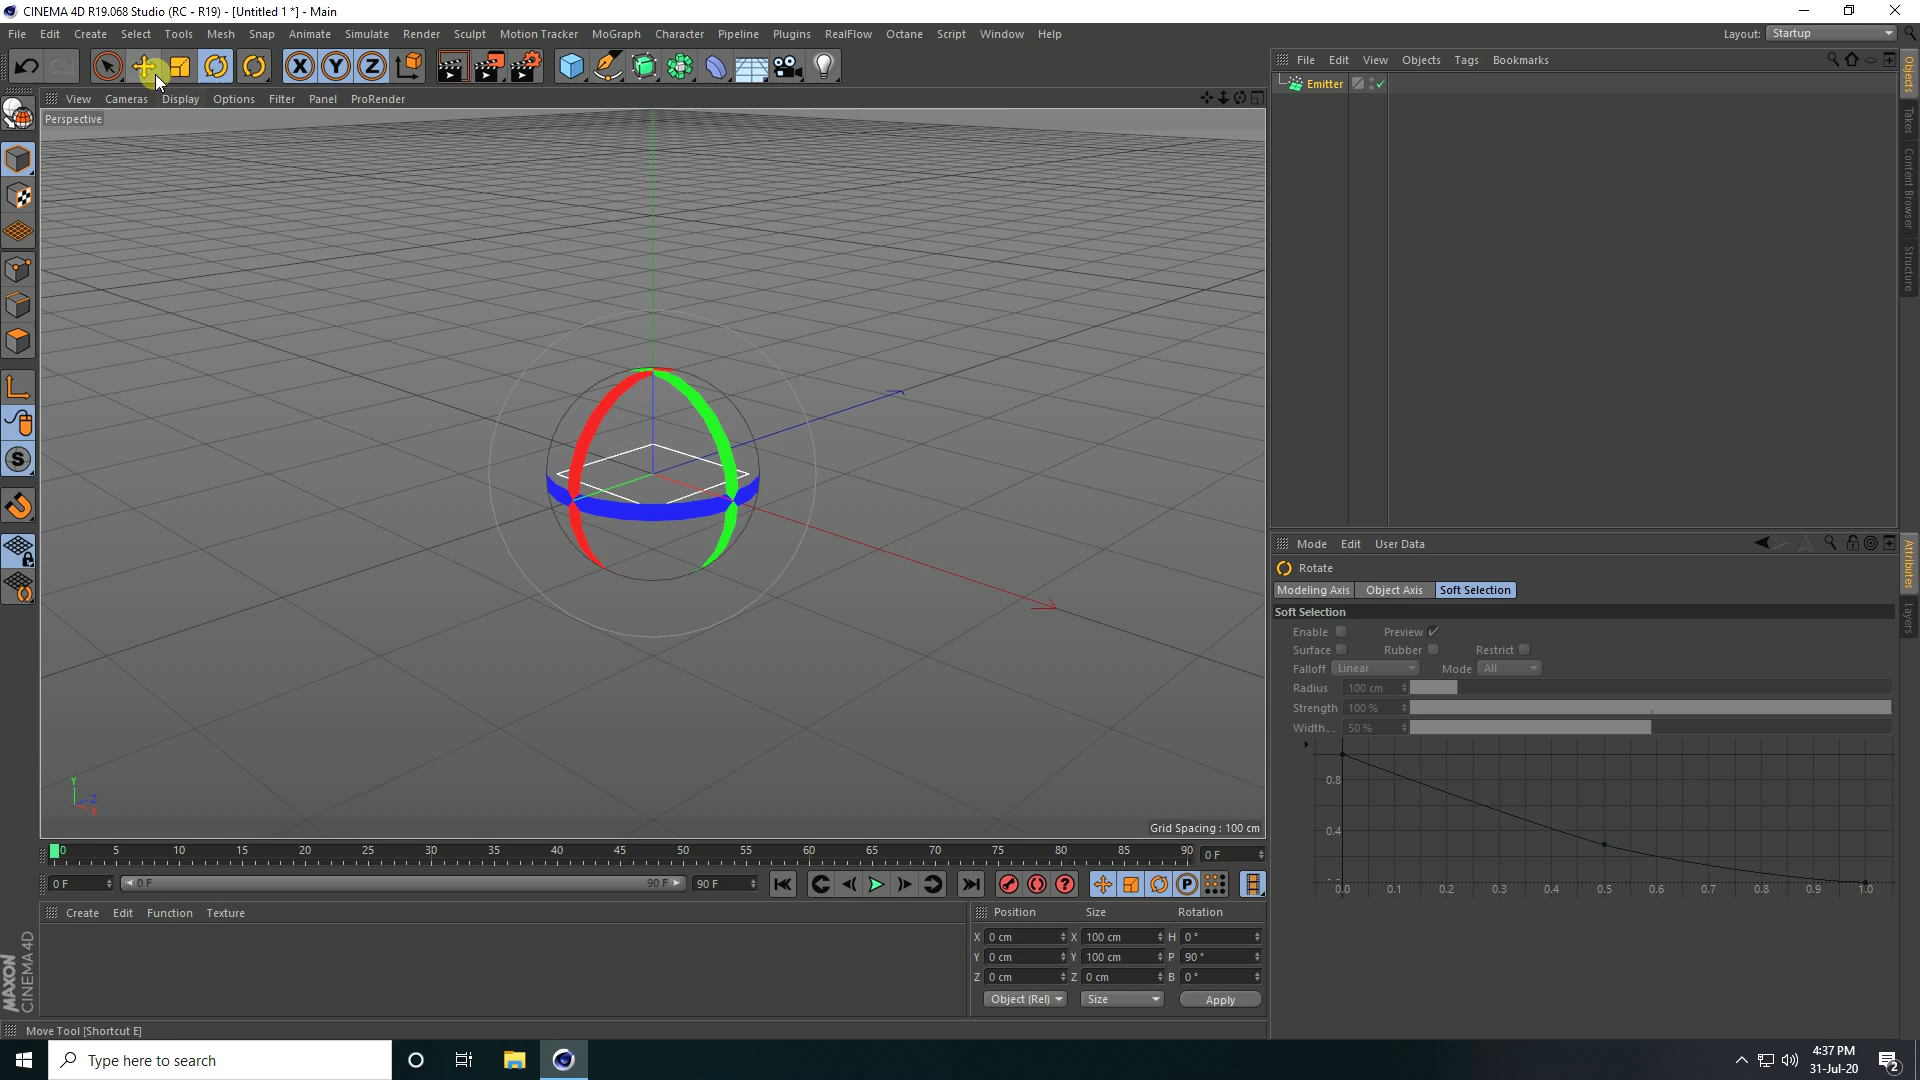 CINEMA 4D R19.068 Studio (RC - R19) - [Untitled 1 *] - Main
File Edit Create Select Tools Mesh Snap Animate Simulate Render Sculpt Motion Tracker MoGraph Character Pipeline Plugins RealFlow Octane Script Window Help
Layout: Startup
File Edit View Objects Tags Bookmarks
Emitter
Objects
Takes
Content Browser
Structure
View Cameras Display Options Filter Panel ProRender
Perspective
Y
Z
X
Grid Spacing : 100 cm
Mode Edit User Data
Rotate
Modeling Axis Object Axis Soft Selection
Soft Selection
Enable Preview
Surface Rubber Restrict
Falloff Linear Mode All
Radius 100 cm
Strength 100 %
Width. . 50 %
0.8
0.4
0.0 0.1 0.2 0.3 0.4 0.5 0.6 0.7 0.8 0.9 1.0
Attributes
Layers
0 5 10 15 20 25 30 35 40 45 50 55 60 65 70 75 80 85 90
0 F
0 F 0 F 90 F 90 F
Create Edit Function Texture
Position Size Rotation
X 0 cm X 100 cm H 0 °
Y 0 cm Y 100 cm P 90 °
Z 0 cm Z 0 cm B 0 °
Object (Rel) Size Apply
MAXON
CINEMA 4D
Move Tool [Shortcut E]
Type here to search
4:37 PM
31-Jul-20
2